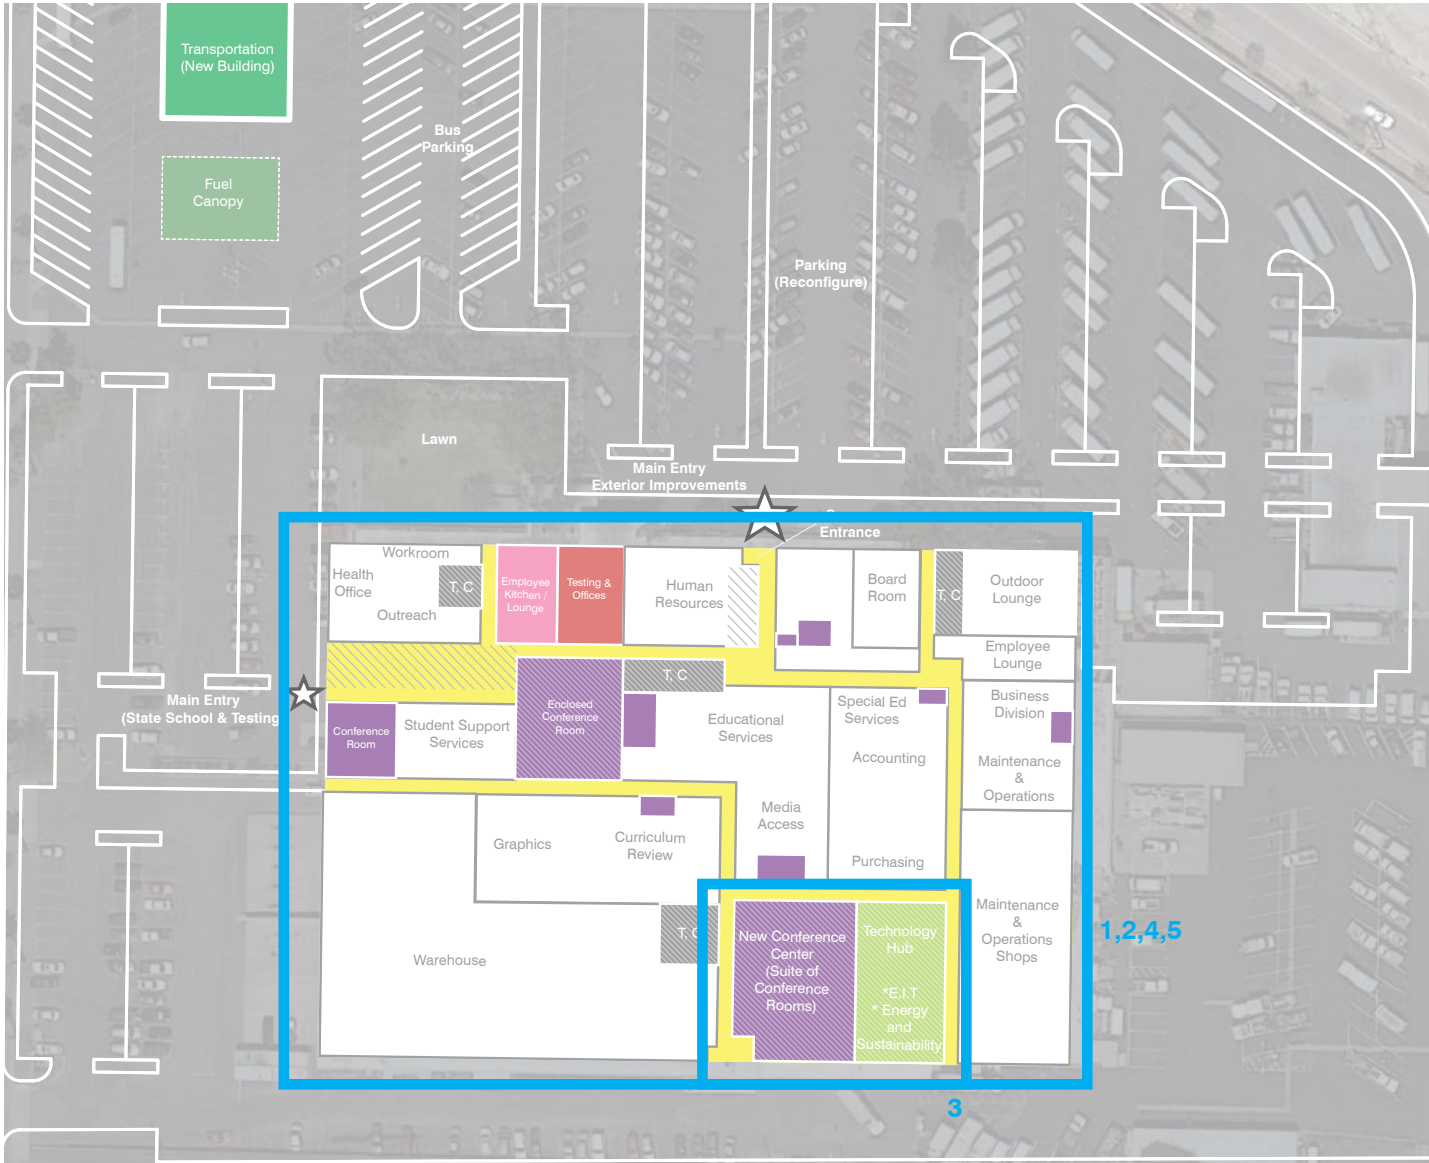 Transportation
(New Building)
Bus
Parking
Fuel
Canopy
Parking
(Reconfigure)
Lawn
Main Entry
Exterior Improvements
Entrance
Workroom
Health
Office
T, C
Outreach
Employee
Kitchen /
Lounge
Testing &
Offices
Human
Resources
Board
Room
T, C
Outdoor
Lounge
Employee
Lounge
T, C
Main Entry
(State School & Testing
Conference
Room
Student Support
Services
Enclosed
Conference
Room
Educational
Services
Special Ed
Services
Accounting
Business
Division
Maintenance
&
Operations
Media
Access
Graphics
Curriculum
Review
Purchasing
Warehouse
T, C
New Conference
Center
(Suite of
Conference
Rooms)
Technology
Hub
*E.I.T
* Energy
and
Sustainability
Maintenance
&
Operations
Shops
1,2,4,5
3